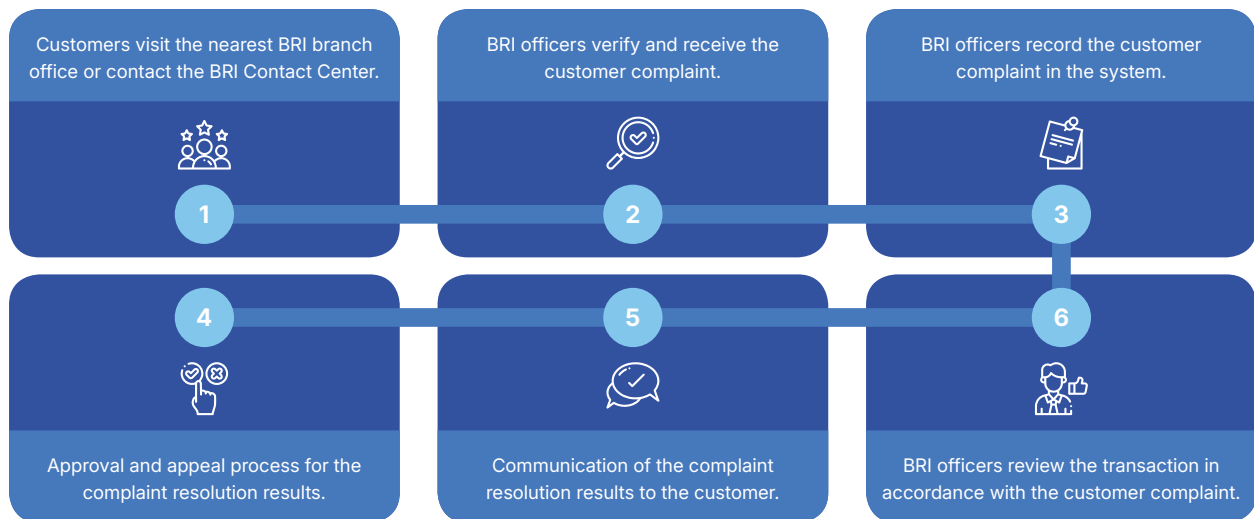 Customers visit the nearest BRI branch
office or contact the BRI Contact Center.
1
BRI officers verify and receive the
customer complaint.
2
BRI officers record the customer
complaint in the system.
3
4
Approval and appeal process for the
complaint resolution results.
5
Communication of the complaint
resolution results to the customer.
6
BRI officers review the transaction in
accordance with the customer complaint.